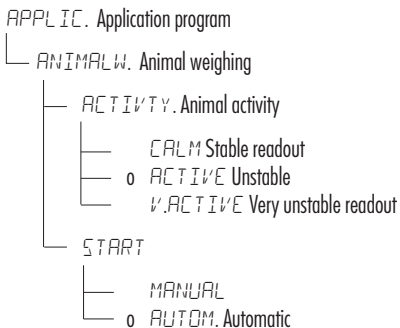 APPLIC. Application program
ANIMALW. Animal weighing
ACTIVTY. Animal activity
CALM Stable readout
o ACTIVE Unstable
V.ACTIVE Very unstable readout
START
MANUAL
o AUTOM. Automatic